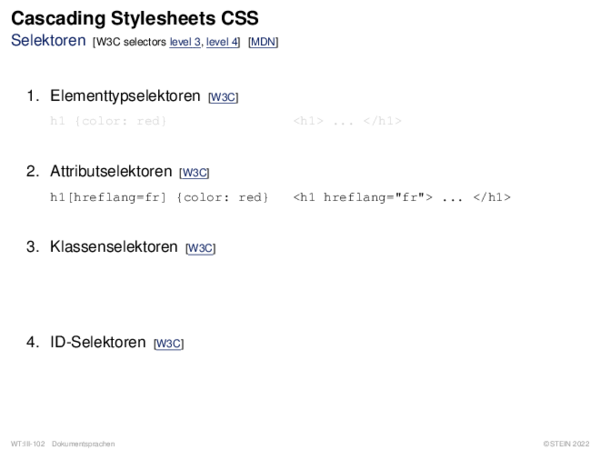 Cascading Stylesheets CSS
Selektoren [W3C selectors level 3, level 4] [MDN]
1. Elementtypselektoren [W3C]
h1 {color: red} <h1> ... </h1>
2. Attributselektoren [W3C]
h1[hreflang=fr] {color: red} <h1 hreflang="fr"> ... </h1>
3. Klassenselektoren [W3C]
4. ID-Selektoren [W3C]
WT:III-102 Dokumentsprachen ©STEIN 2022